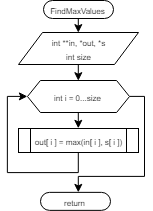 FindMaxValues
int **in, *out, *s
int size
int i = 0...size
out[ i ] = max(in[ i ], s[ i ])
return